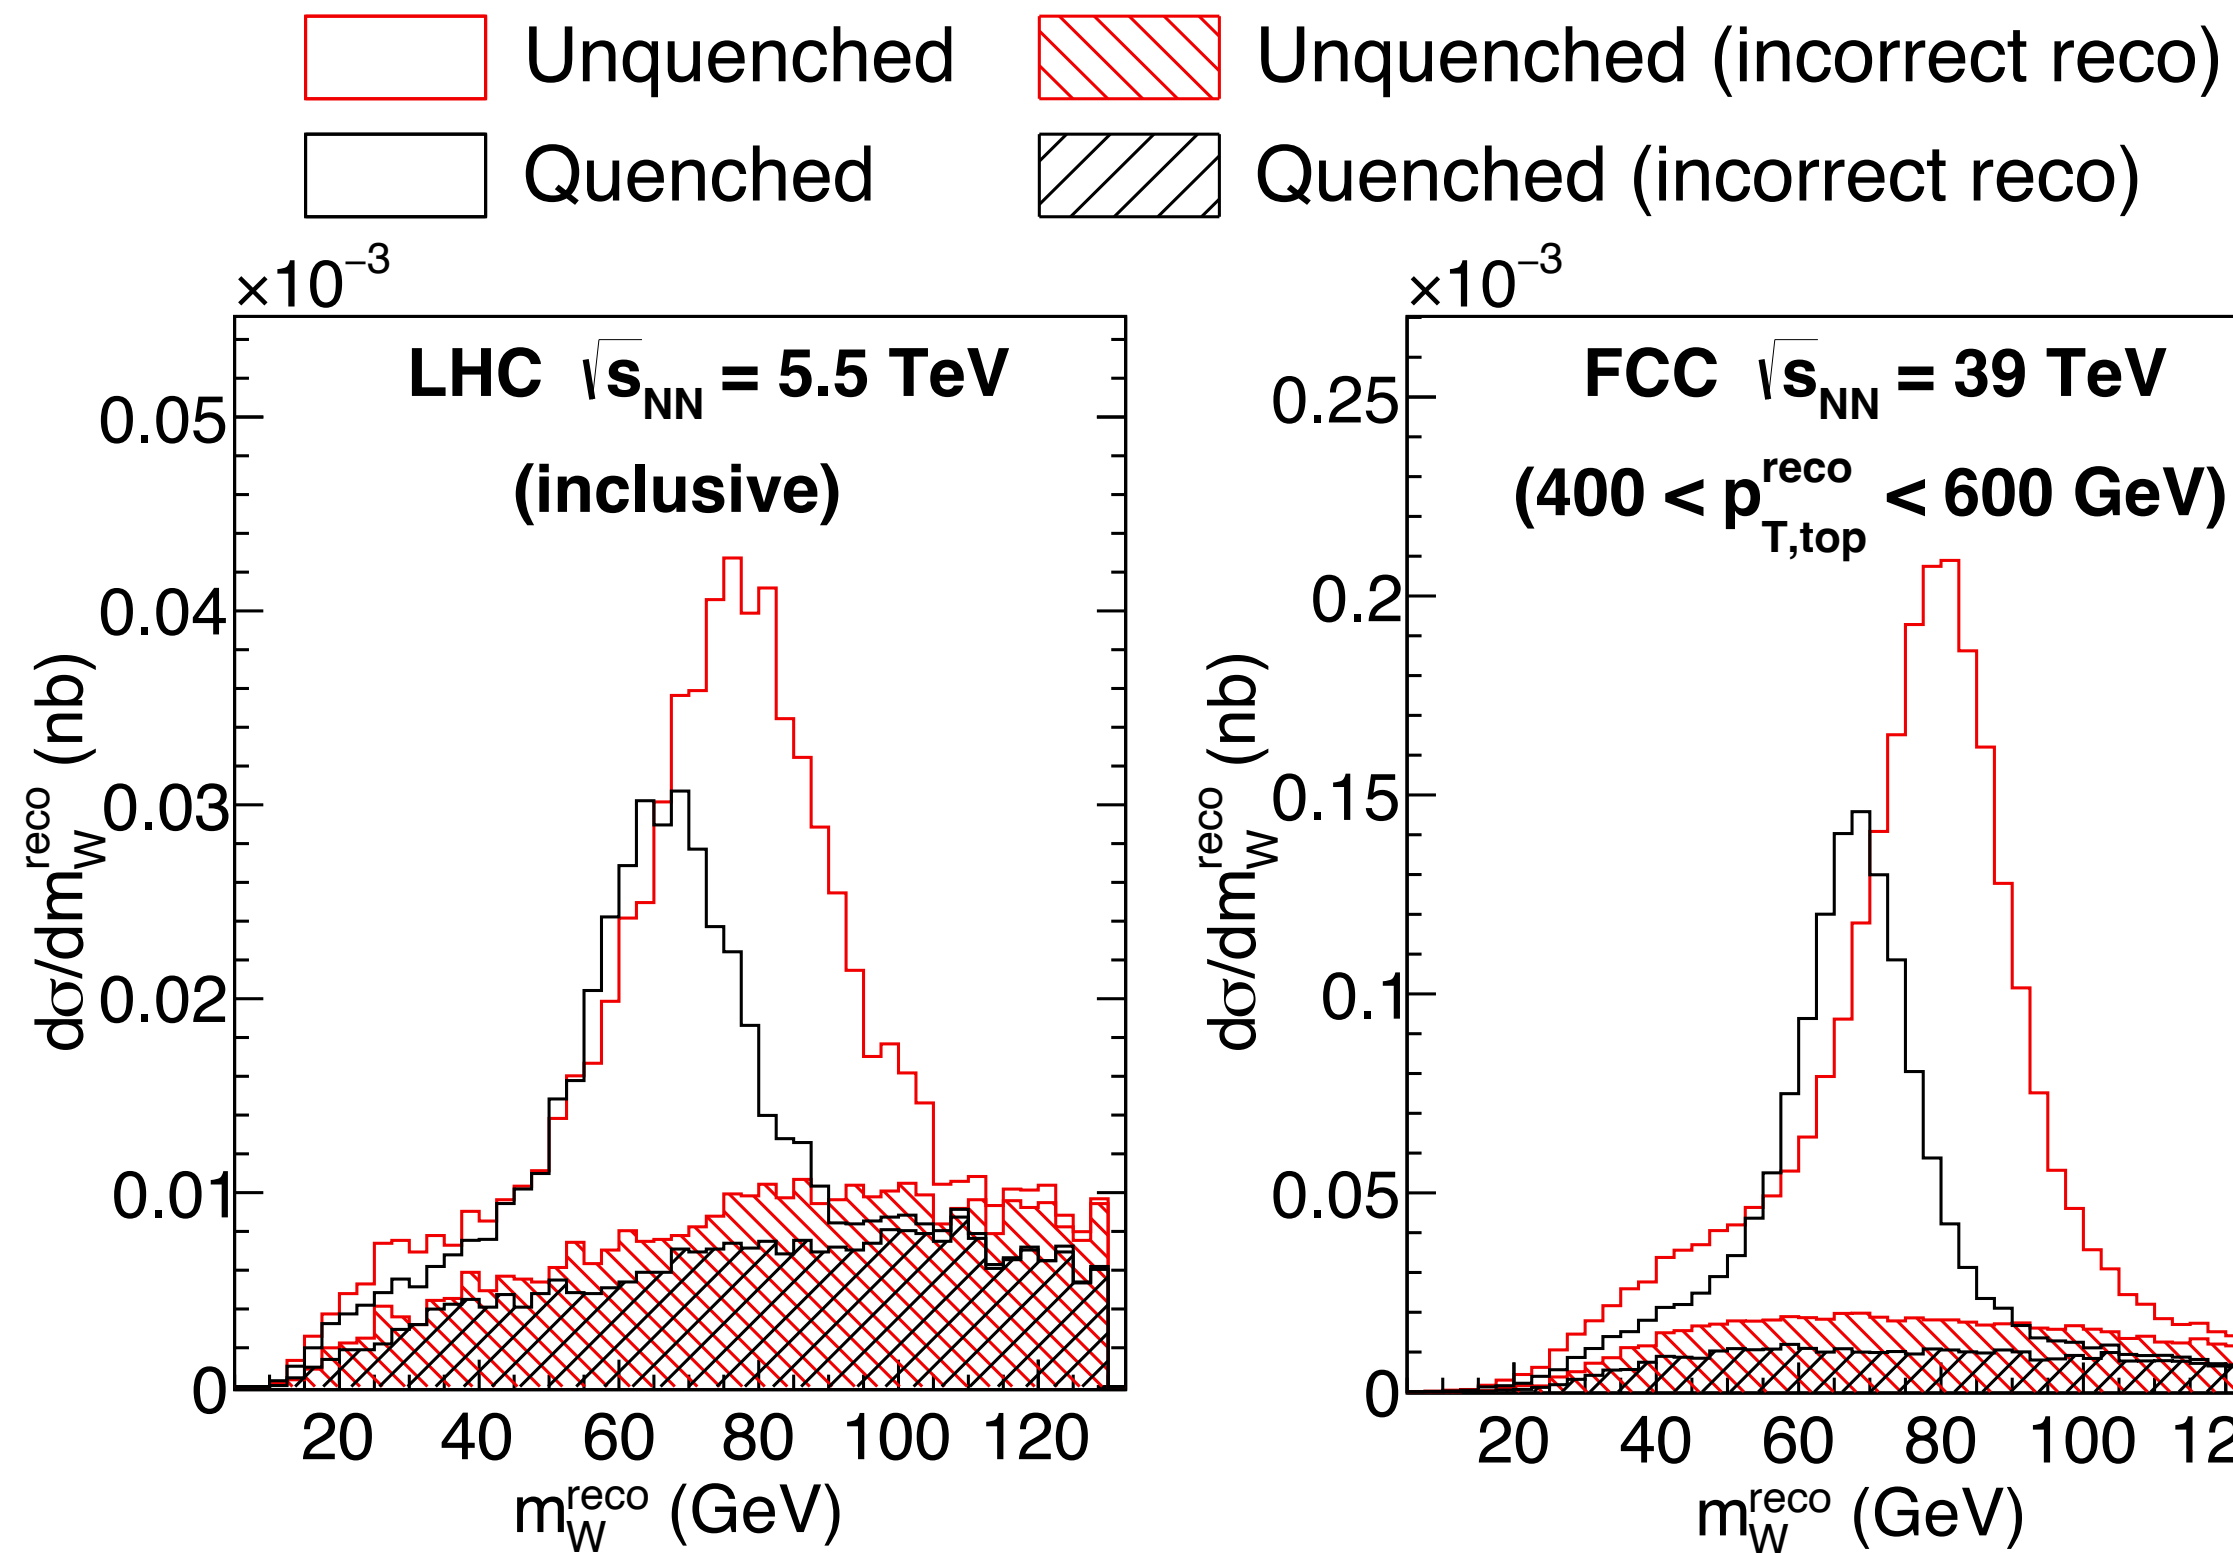 Unquenched
Unquenched (incorrect reco)
Quenched
Quenched (incorrect reco)
×10⁻³
LHC √s_NN = 5.5 TeV
(inclusive)
0.05
0.04
0.03
0.02
0.01
0
dσ/dm_W^reco (nb)
20 40 60 80 100 120
m_W^reco (GeV)
×10⁻³
FCC √s_NN = 39 TeV
(400 < p_T,top^reco < 600 GeV)
0.25
0.2
0.15
0.1
0.05
0
dσ/dm_W^reco (nb)
20 40 60 80 100 12
m_W^reco (GeV)